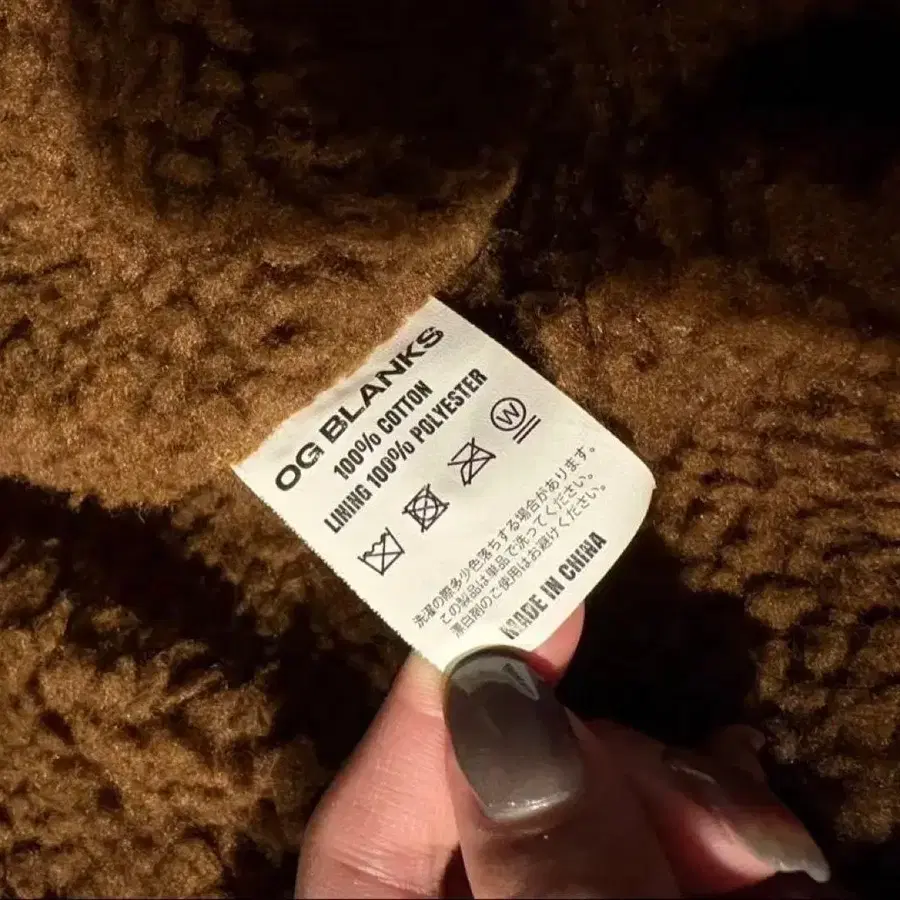 OG BLANKS
100% COTTON
LINING 100% POLYESTER
W
洗濯の際多少色落ちする場合があります。
この製品は単品で洗ってください。
漂白剤のご使用はお避けください。
MADE IN CHINA